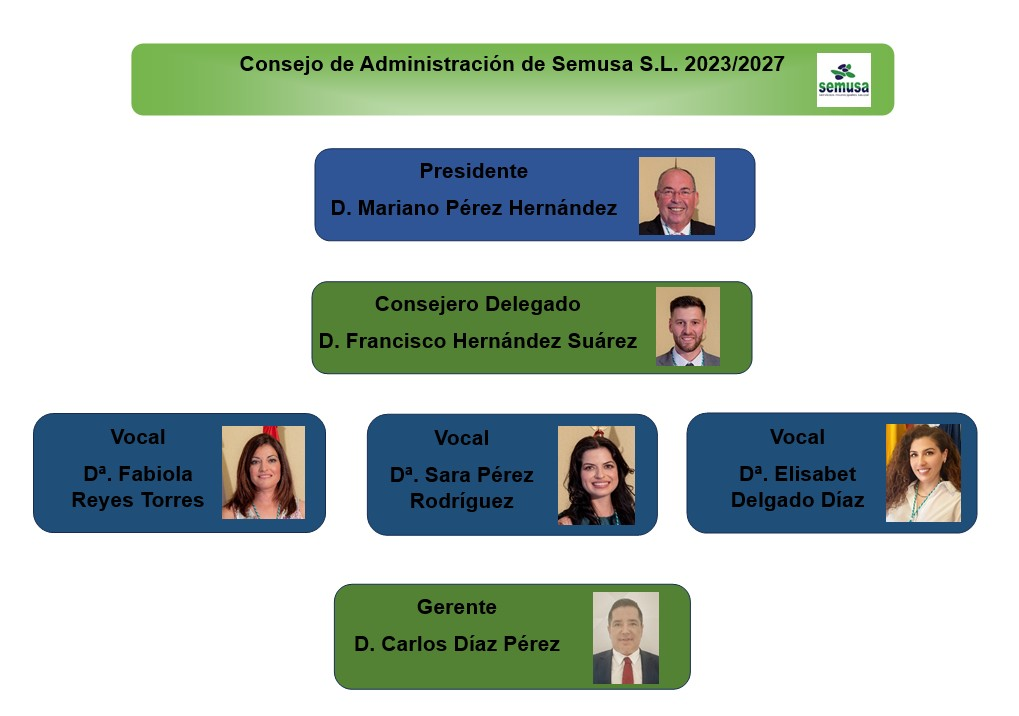 Consejo de Administración de Semusa S.L. 2023/2027
semusa
Presidente
D. Mariano Pérez Hernández
Consejero Delegado
D. Francisco Hernández Suárez
Vocal
Dª. Fabiola
Reyes Torres
Vocal
Dª. Sara Pérez
Rodríguez
Vocal
Dª. Elisabet
Delgado Díaz
Gerente
D. Carlos Díaz Pérez